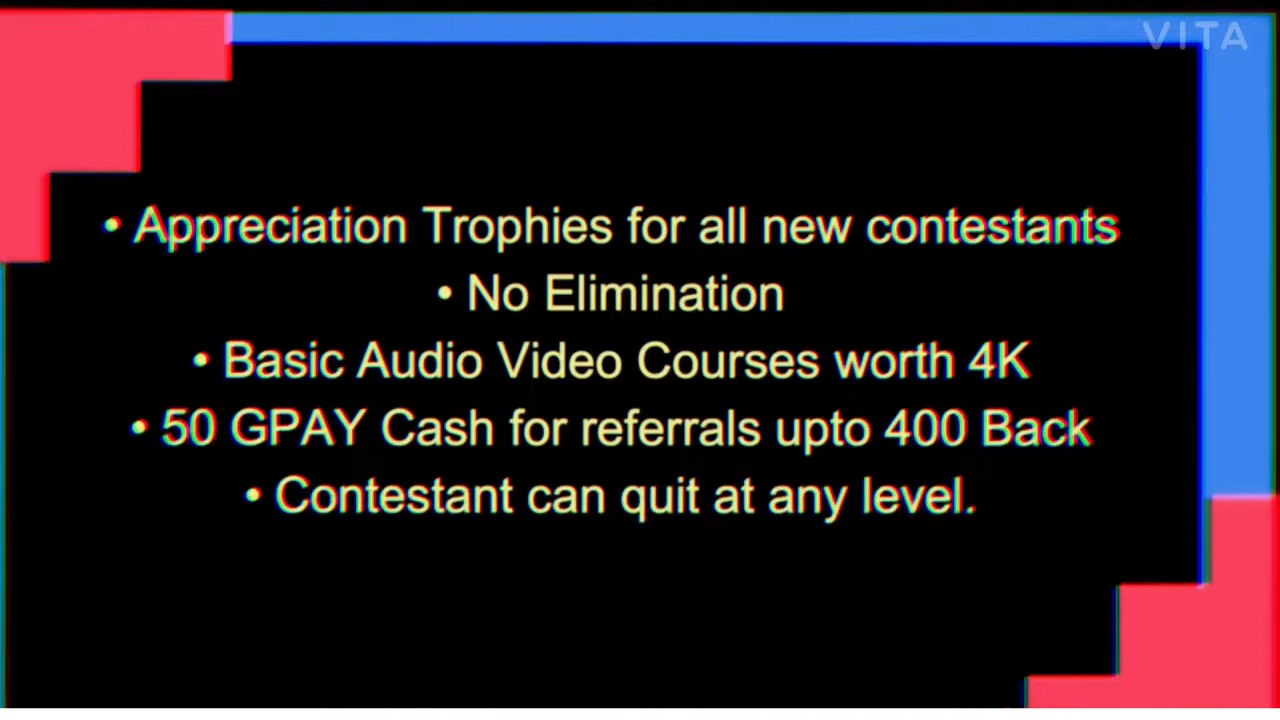 VITA
• Appreciation Trophies for all new contestants
• No Elimination
• Basic Audio Video Courses worth 4K
• 50 GPAY Cash for referrals upto 400 Back
• Contestant can quit at any level.